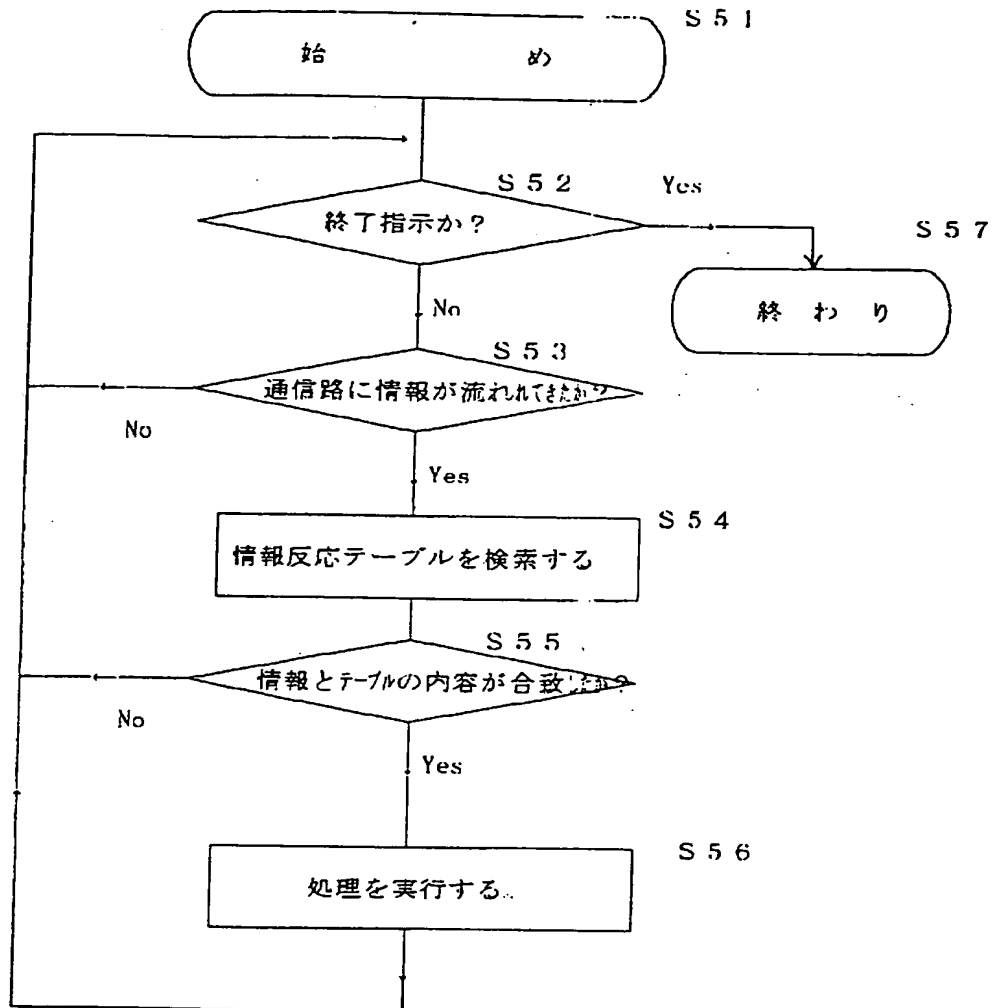 S51
始め
S52
Yes
終了指示か?
S57
終わり
No
S53
通信路に情報が流れれてきたか?
No
Yes
S54
情報反応テーブルを検索する
S55
情報とテーブルの内容が合致したか?
No
Yes
S56
処理を実行する